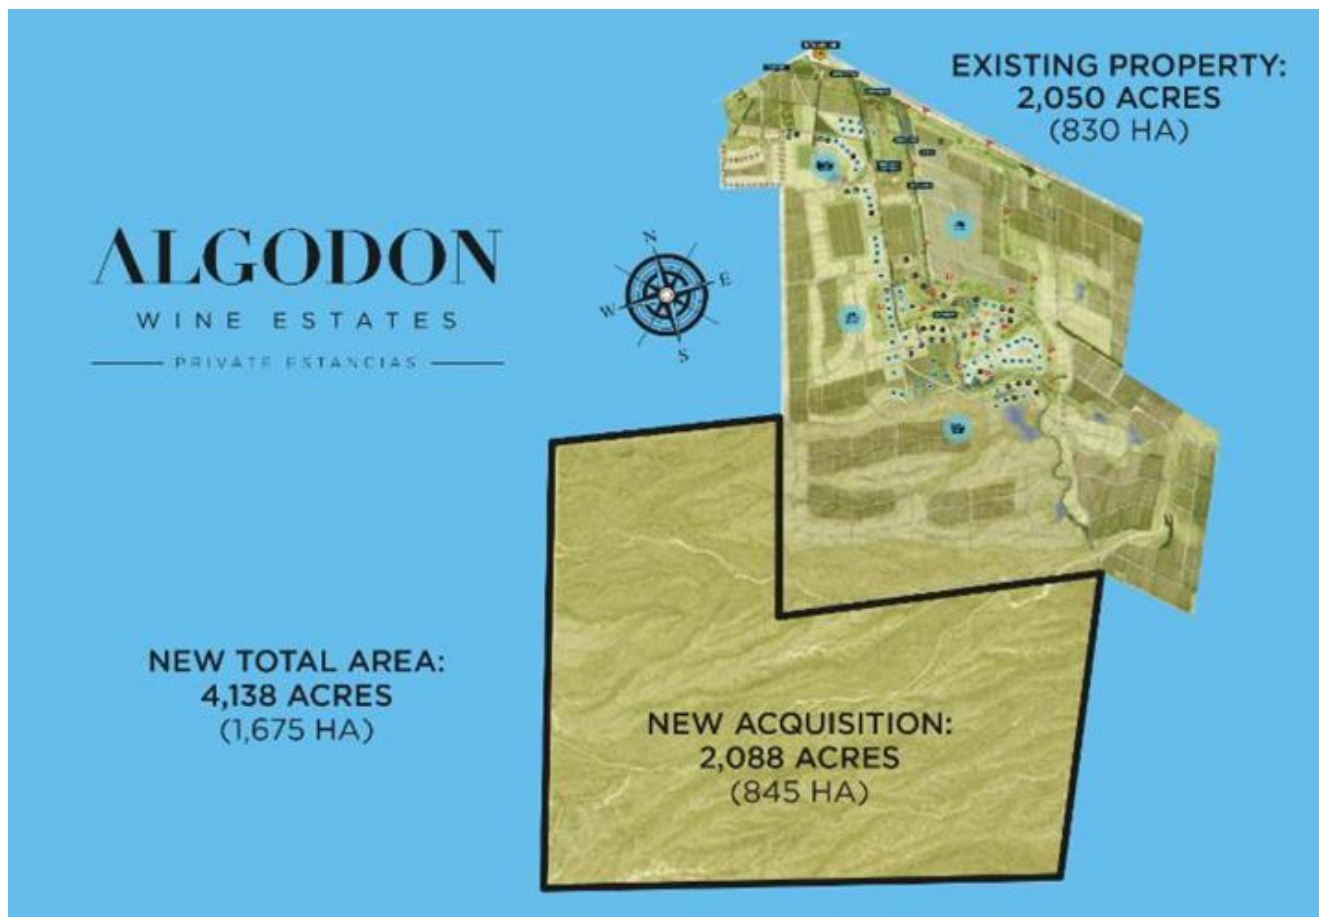 EXISTING PROPERTY:
2,050 ACRES
(830 HA)
ALGODON
WINE ESTATES
PRIVATE ESTANCIAS
N
W E
S
NEW TOTAL AREA:
4,138 ACRES
(1,675 HA)
NEW ACQUISITION:
2,088 ACRES
(845 HA)